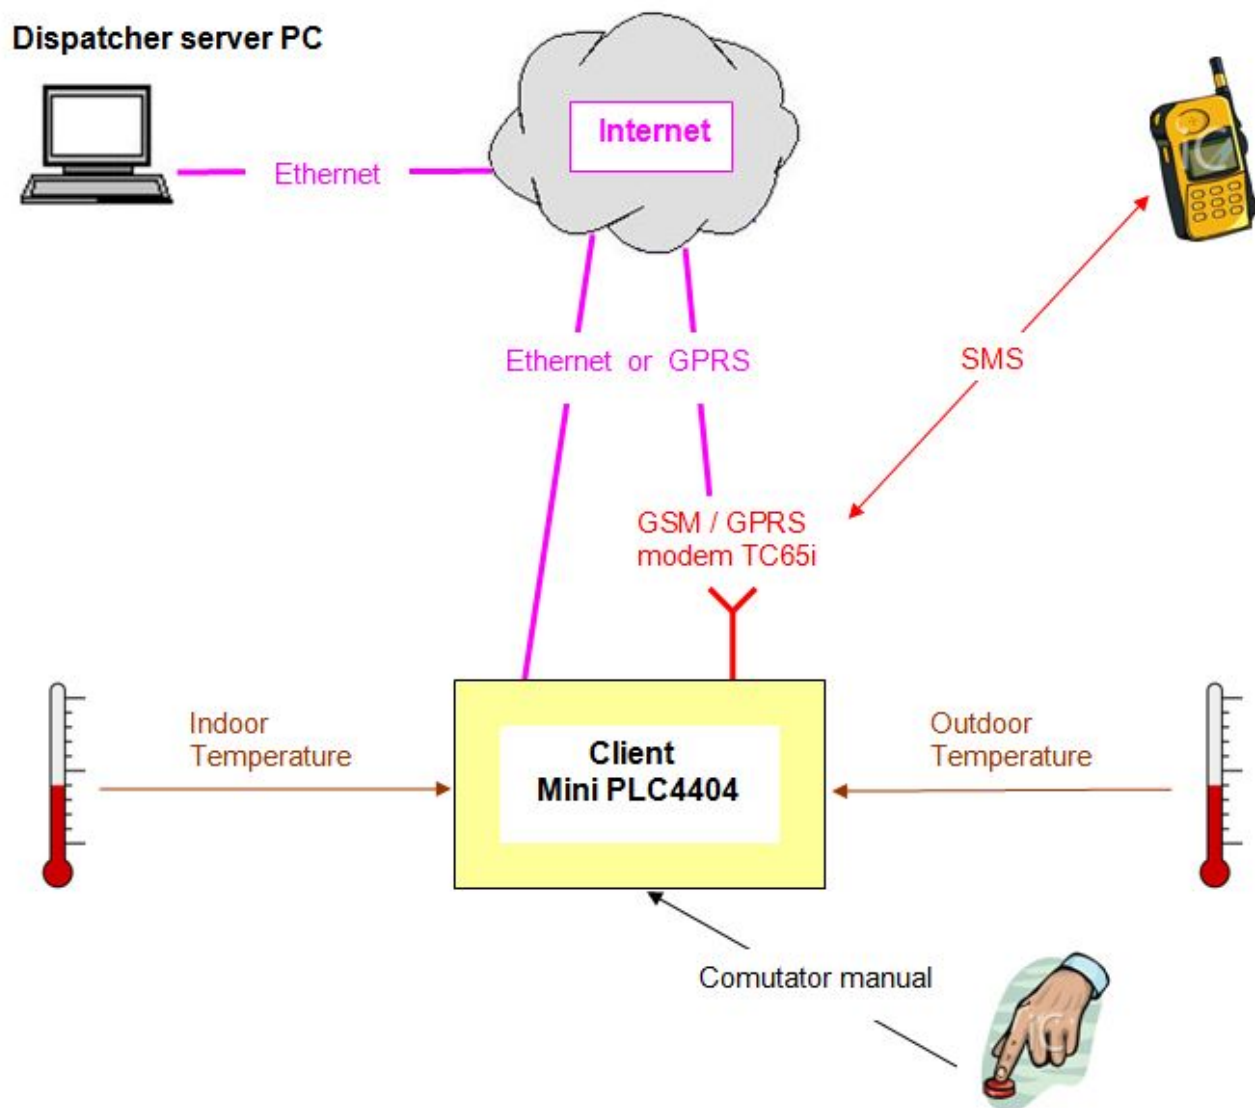 Dispatcher server PC
Internet
Ethernet
Ethernet or GPRS
SMS
GSM / GPRS
modem TC65i
Indoor
Temperature
Client
Mini PLC4404
Outdoor
Temperature
Comutator manual